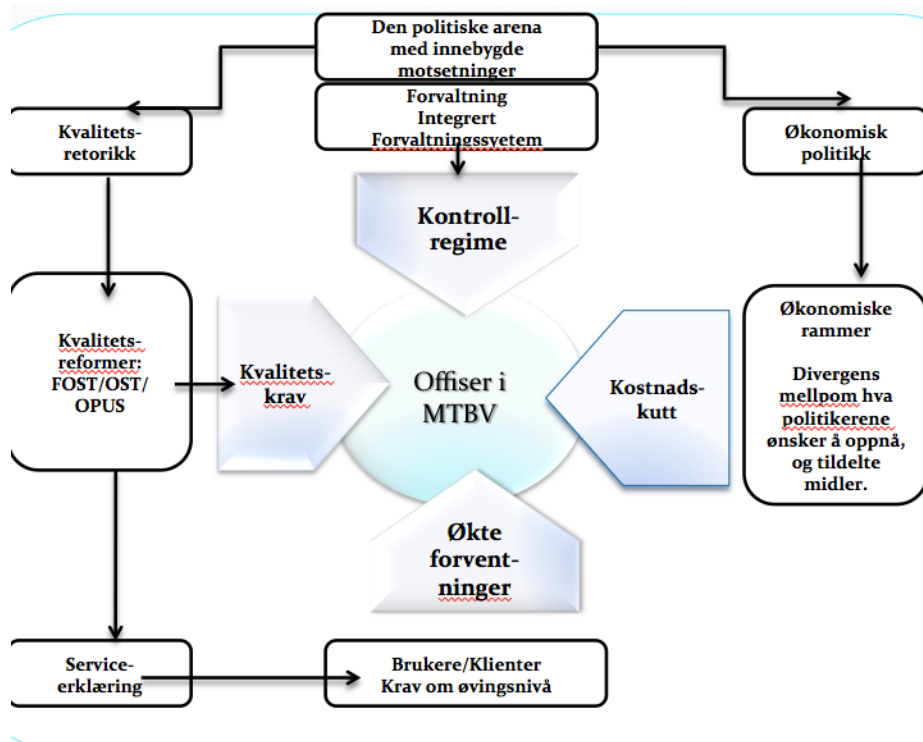 Den politiske arena
med innebygde
motsetninger
Forvaltning
Integrert
Forvaltningssyetem
Kvalitets-
retorikk
Økonomisk
politikk
Kontroll-
regime
Kvalitets-
reformer:
FOST/OST/
OPUS
Kvalitets-
krav
Offiser i
MTBV
Kostnads-
kutt
Økonomiske
rammer
Divergens
mellpom hva
politikerene
ønsker å oppnå,
og tildelte
midler.
Økte
forvent-
ninger
Service-
erklæring
Brukere/Klienter
Krav om øvingsnivå